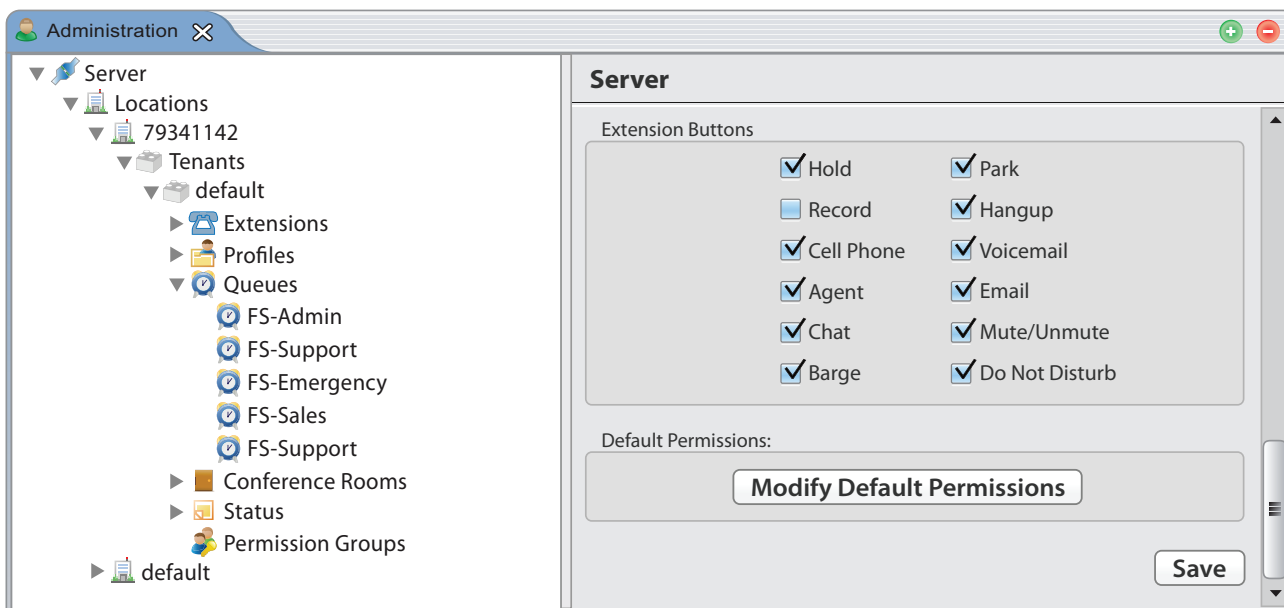 Administration
Server
Locations
79341142
Tenants
default
Extensions
Profiles
Queues
FS-Admin
FS-Support
FS-Emergency
FS-Sales
FS-Support
Conference Rooms
Status
Permission Groups
default
Server
Extension Buttons
Hold Park
Record Hangup
Cell Phone Voicemail
Agent Email
Chat Mute/Unmute
Barge Do Not Disturb
Default Permissions:
Modify Default Permissions
Save